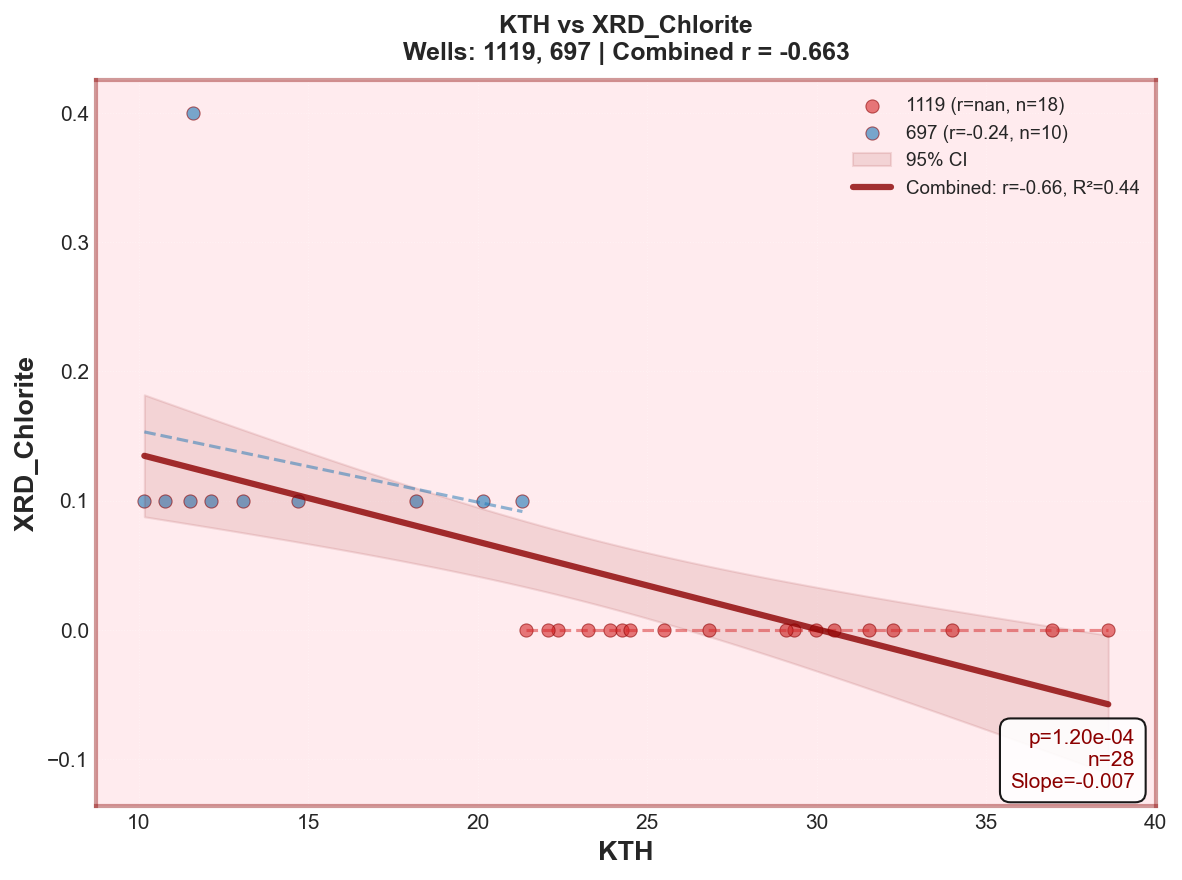 KTH vs XRD_Chlorite
Wells: 1119, 697 | Combined r = -0.663
1119 (r=nan, n=18)
697 (r=-0.24, n=10)
95% CI
Combined: r=-0.66, R²=0.44
XRD_Chlorite
0.4
0.3
0.2
0.1
0.0
−0.1
p=1.20e-04
n=28
Slope=-0.007
10 15 20 25 30 35 40
KTH